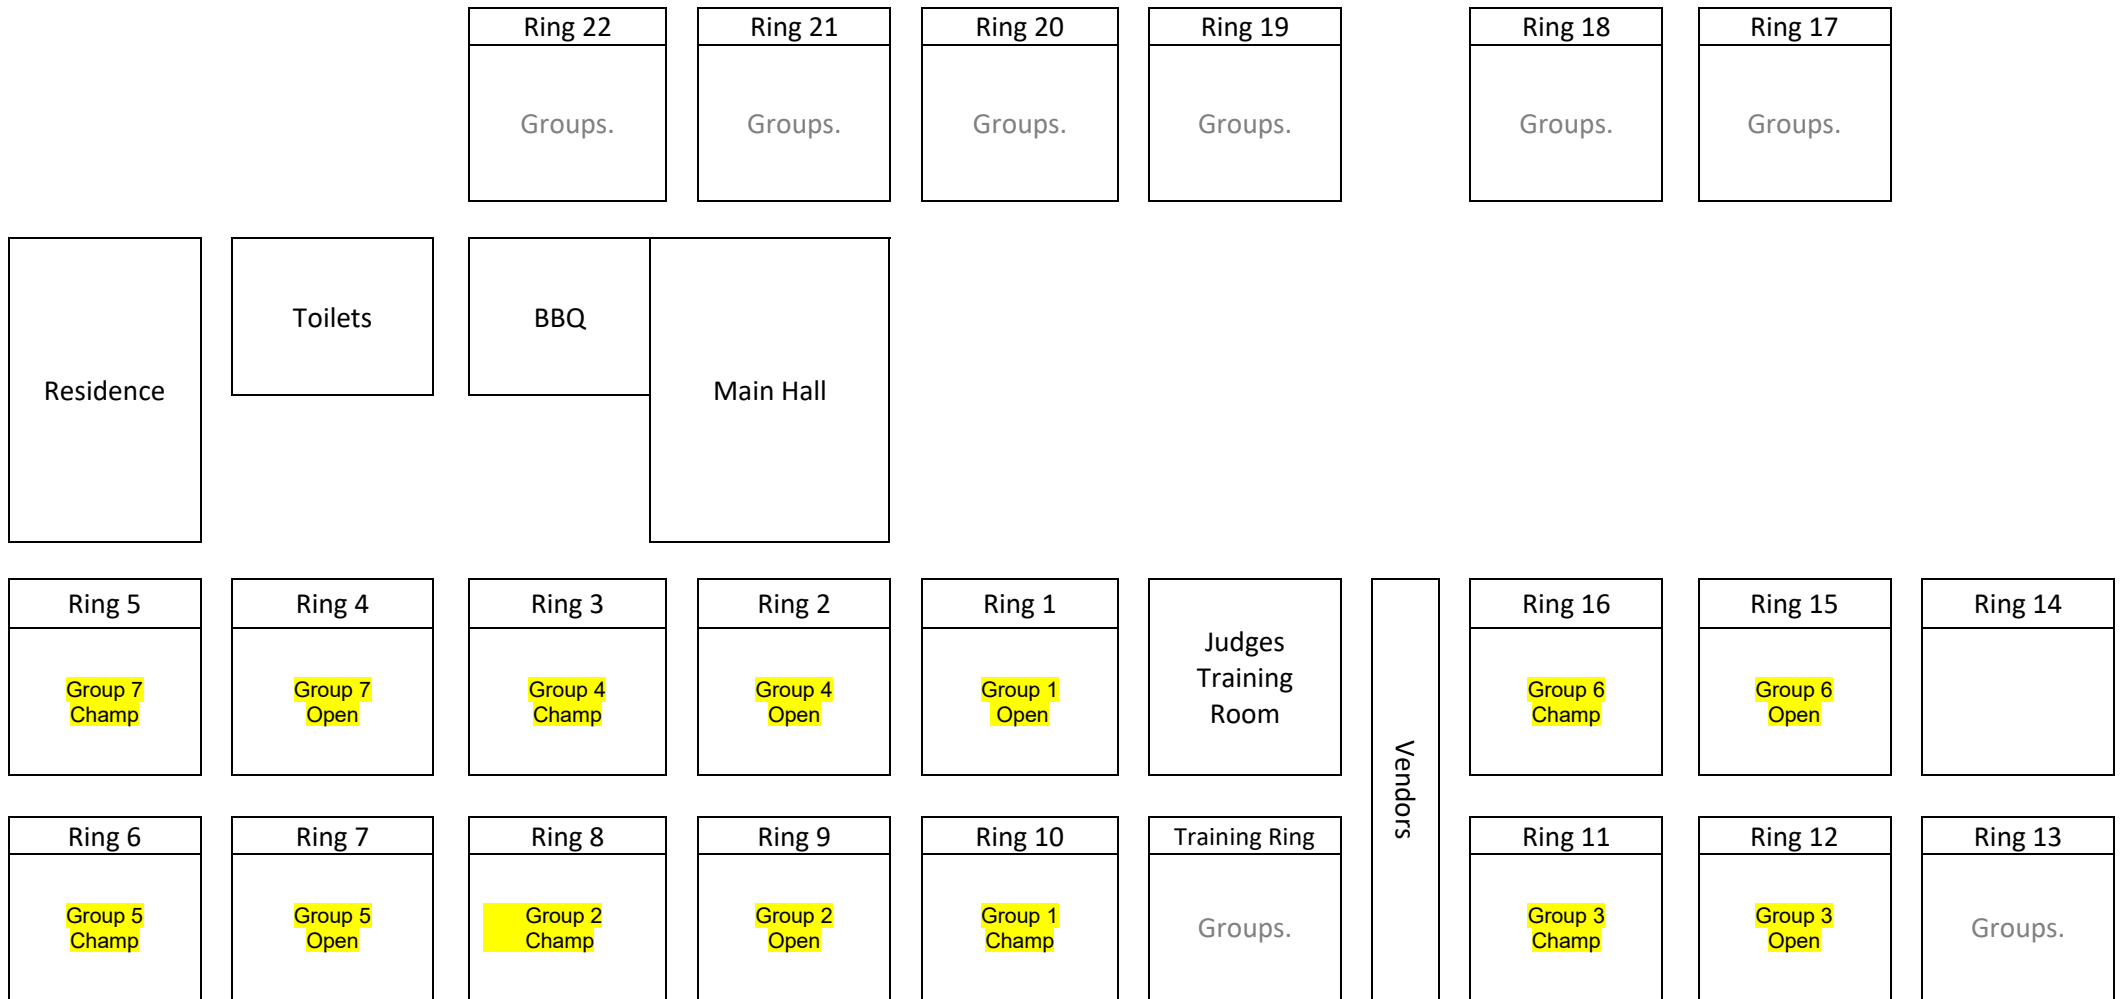 Ring 22
Ring 21
Ring 20
Ring 19
Ring 18
Ring 17
Groups.
Groups.
Groups.
Groups.
Groups.
Groups.
Residence
Toilets
BBQ
Main Hall
Ring 5
Ring 4
Ring 3
Ring 2
Ring 1
Judges
Training
Room
Vendors
Ring 16
Ring 15
Ring 14
Group 7
Champ
Group 7
Open
Group 4
Champ
Group 4
Open
Group 1
Open
Group 6
Champ
Group 6
Open
Ring 6
Ring 7
Ring 8
Ring 9
Ring 10
Training Ring
Ring 11
Ring 12
Ring 13
Group 5
Champ
Group 5
Open
Group 2
Champ
Group 2
Open
Group 1
Champ
Groups.
Group 3
Champ
Group 3
Open
Groups.